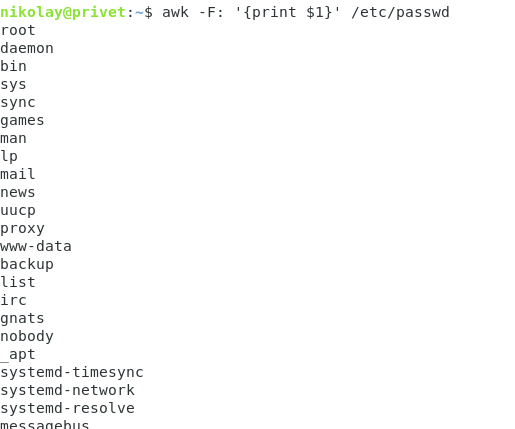 nikolay@privet:~$ awk -F: '{print $1}' /etc/passwd
root
daemon
bin
sys
sync
games
man
lp
mail
news
uucp
proxy
www-data
backup
list
irc
gnats
nobody
_apt
systemd-timesync
systemd-network
systemd-resolve
messagebus